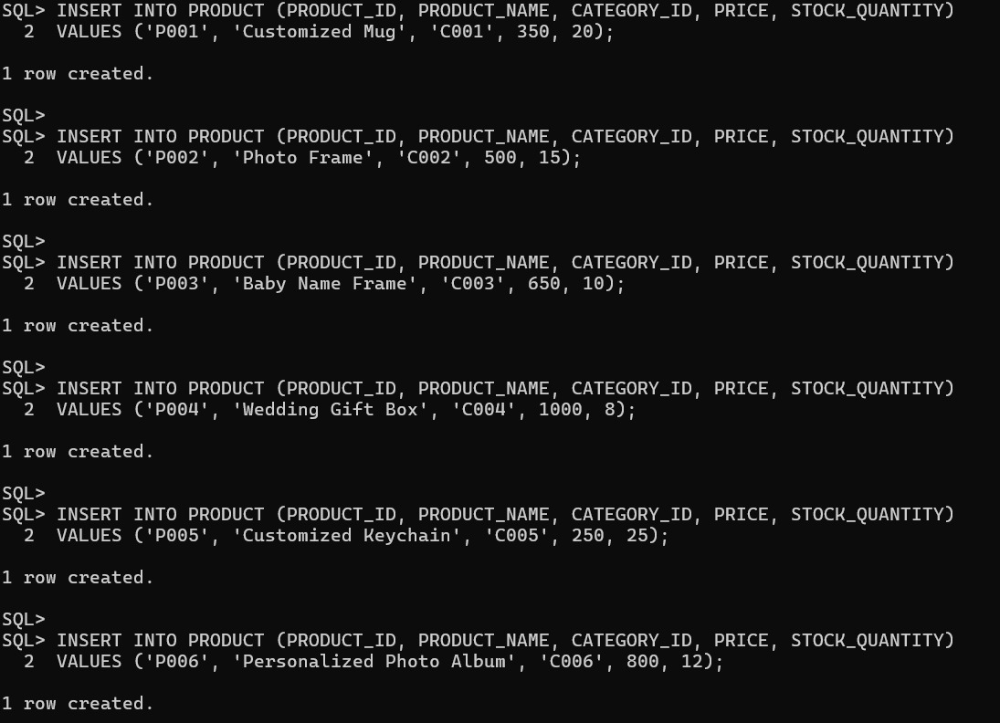 SQL> INSERT INTO PRODUCT (PRODUCT_ID, PRODUCT_NAME, CATEGORY_ID, PRICE, STOCK_QUANTITY)
  2  VALUES ('P001', 'Customized Mug', 'C001', 350, 20);
1 row created.
SQL>
SQL> INSERT INTO PRODUCT (PRODUCT_ID, PRODUCT_NAME, CATEGORY_ID, PRICE, STOCK_QUANTITY)
  2  VALUES ('P002', 'Photo Frame', 'C002', 500, 15);
1 row created.
SQL>
SQL> INSERT INTO PRODUCT (PRODUCT_ID, PRODUCT_NAME, CATEGORY_ID, PRICE, STOCK_QUANTITY)
  2  VALUES ('P003', 'Baby Name Frame', 'C003', 650, 10);
1 row created.
SQL>
SQL> INSERT INTO PRODUCT (PRODUCT_ID, PRODUCT_NAME, CATEGORY_ID, PRICE, STOCK_QUANTITY)
  2  VALUES ('P004', 'Wedding Gift Box', 'C004', 1000, 8);
1 row created.
SQL>
SQL> INSERT INTO PRODUCT (PRODUCT_ID, PRODUCT_NAME, CATEGORY_ID, PRICE, STOCK_QUANTITY)
  2  VALUES ('P005', 'Customized Keychain', 'C005', 250, 25);
1 row created.
SQL>
SQL> INSERT INTO PRODUCT (PRODUCT_ID, PRODUCT_NAME, CATEGORY_ID, PRICE, STOCK_QUANTITY)
  2  VALUES ('P006', 'Personalized Photo Album', 'C006', 800, 12);
1 row created.